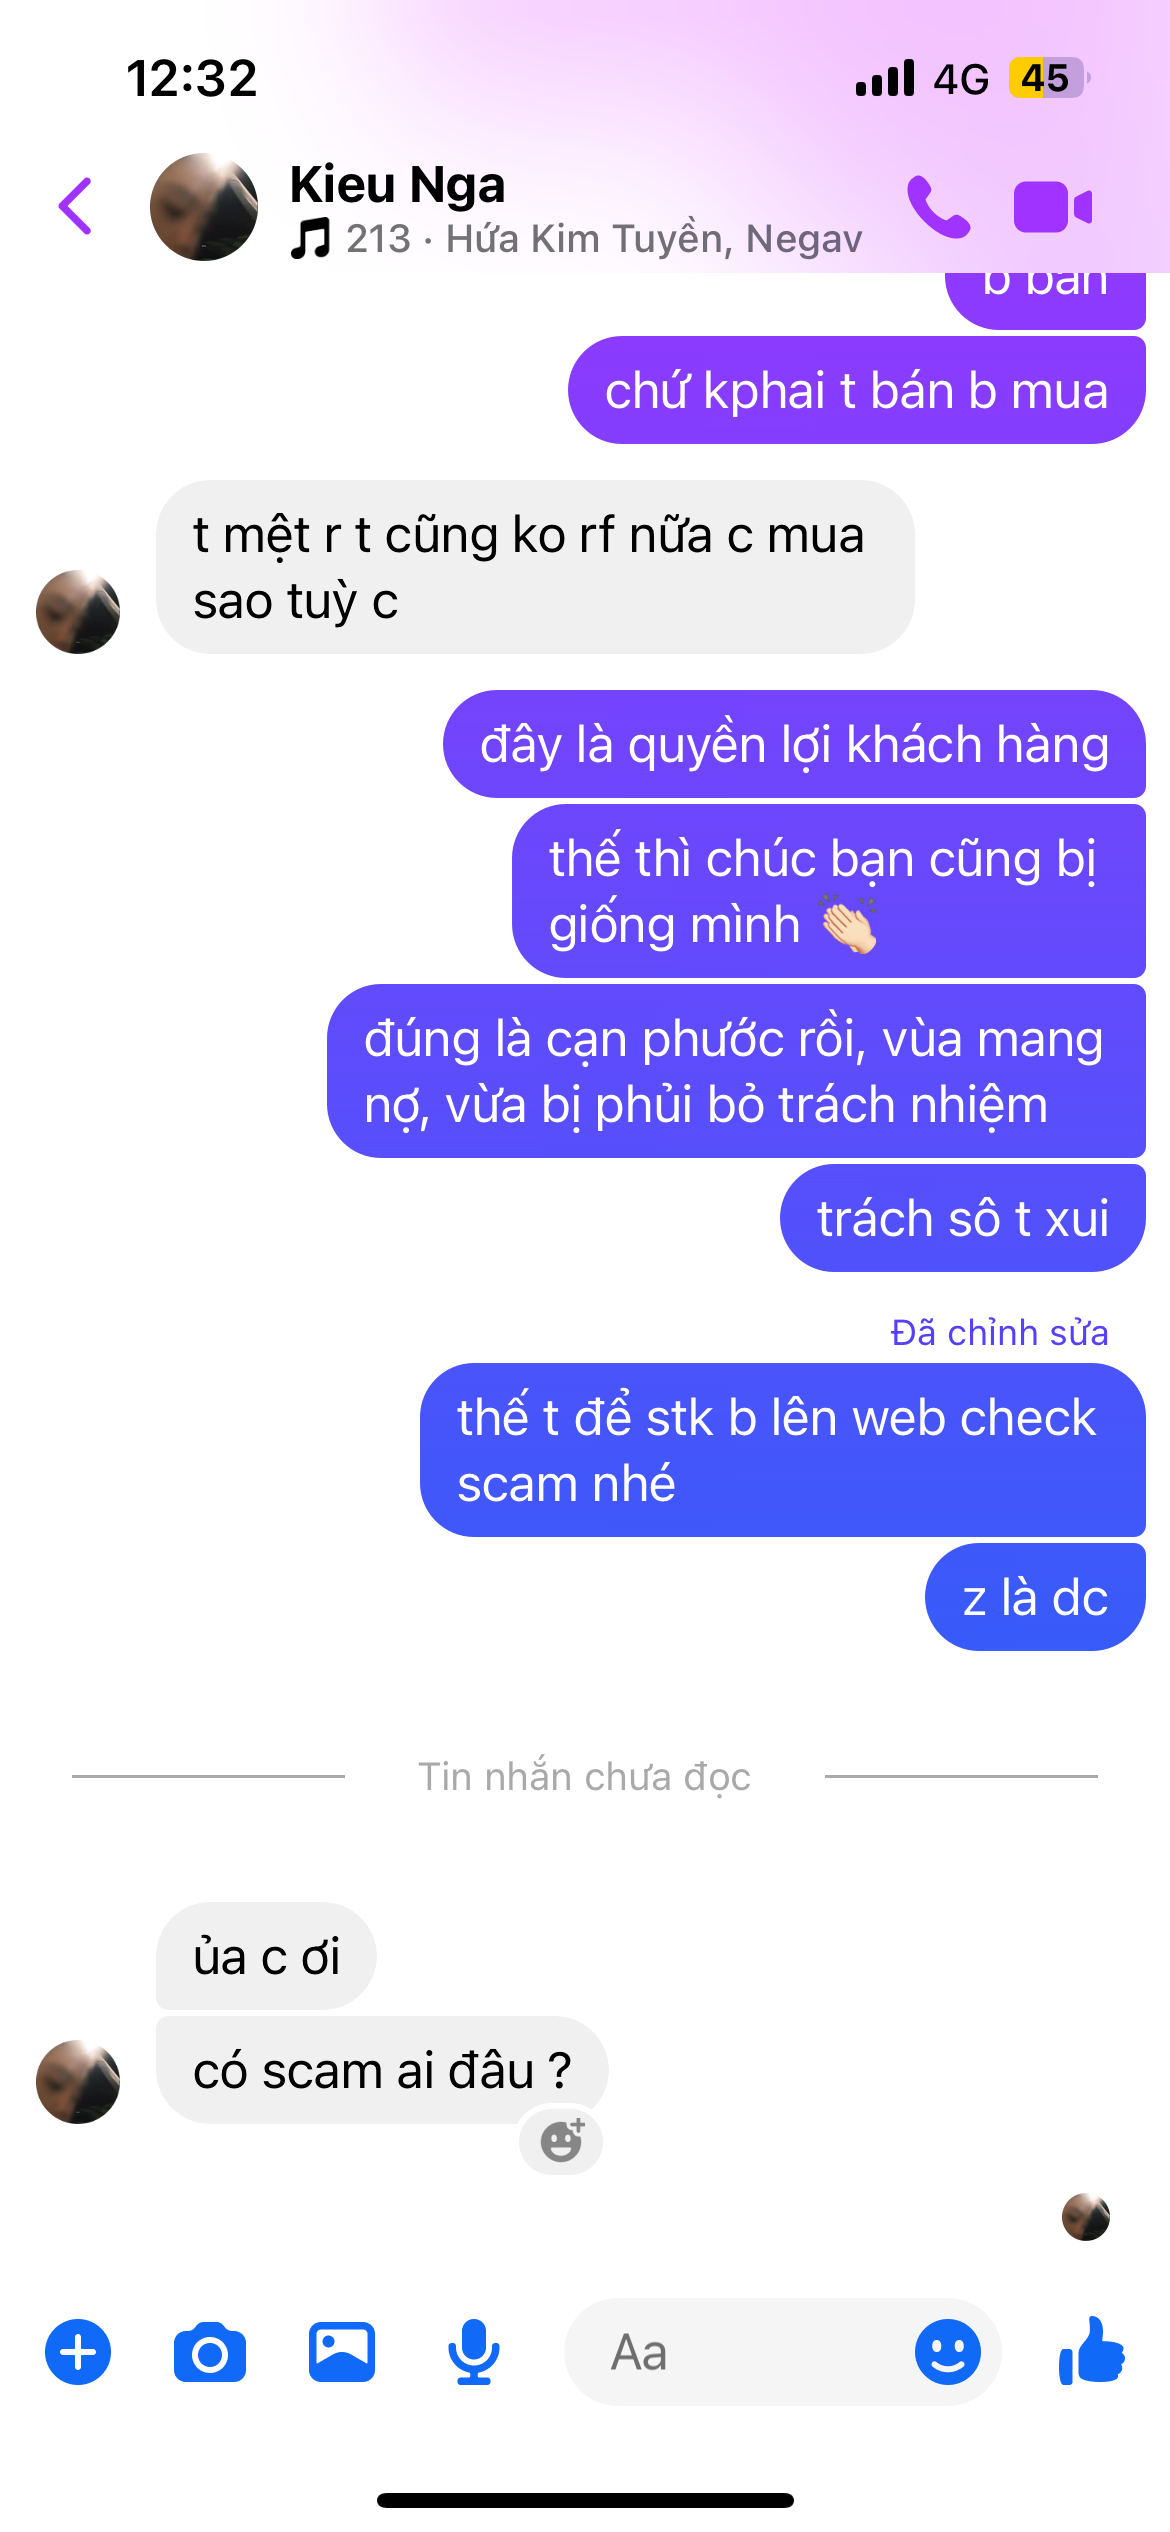 12:32
4G 45
Kieu Nga
213 · Hứa Kim Tuyền, Negav
b bán
chứ kphai t bán b mua
t mệt r t cũng ko rf nữa c mua
sao tuỳ c
đây là quyền lợi khách hàng
thế thì chúc bạn cũng bị
giống mình 👏🏻
đúng là cạn phước rồi, vùa mang
nợ, vừa bị phủi bỏ trách nhiệm
trách sô t xui
Đã chỉnh sửa
thế t để stk b lên web check
scam nhé
z là dc
Tin nhắn chưa đọc
ủa c ơi
có scam ai đâu ?
Aa